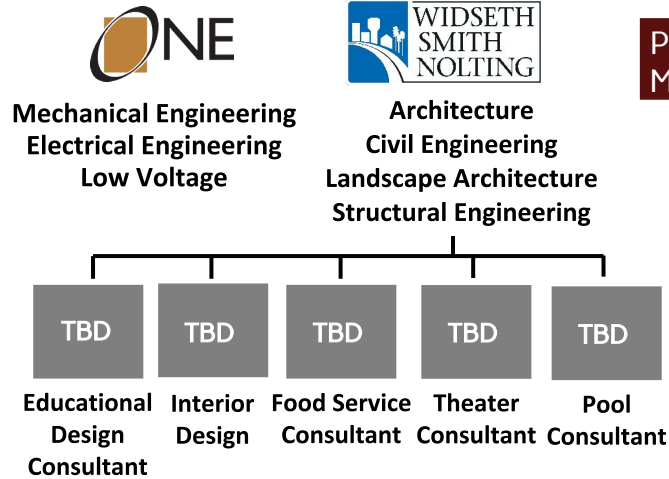 ONE
WIDSETH
SMITH
NOLTING
P
M
Mechanical Engineering
Electrical Engineering
Low Voltage
Architecture
Civil Engineering
Landscape Architecture
Structural Engineering
TBD
TBD
TBD
TBD
TBD
Educational
Design
Consultant
Interior
Design
Food Service
Consultant
Theater
Consultant
Pool
Consultant